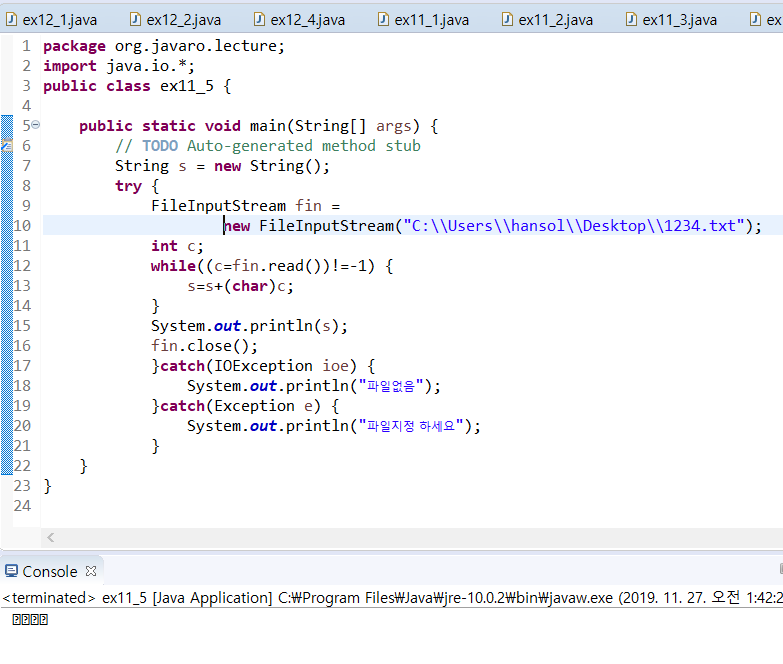 ex12_1.java ex12_2.java ex12_4.java ex11_1.java ex11_2.java ex11_3.java ex
1 package org.javaro.lecture;
2 import java.io.*;
3 public class ex11_5 {
4
5 public static void main(String[] args) {
6 // TODO Auto-generated method stub
7 String s = new String();
8 try {
9 FileInputStream fin =
10 new FileInputStream("C:\\Users\\hansol\\Desktop\\1234.txt");
11 int c;
12 while((c=fin.read())!=-1) {
13 s=s+(char)c;
14 }
15 System.out.println(s);
16 fin.close();
17 }catch(IOException ioe) {
18 System.out.println("파일없음");
19 }catch(Exception e) {
20 System.out.println("파일지정 하세요");
21 }
22 }
23 }
24
Console
<terminated> ex11_5 [Java Application] C:₩Program Files₩Java₩jre-10.0.2₩bin₩javaw.exe (2019. 11. 27. 오전 1:42:2